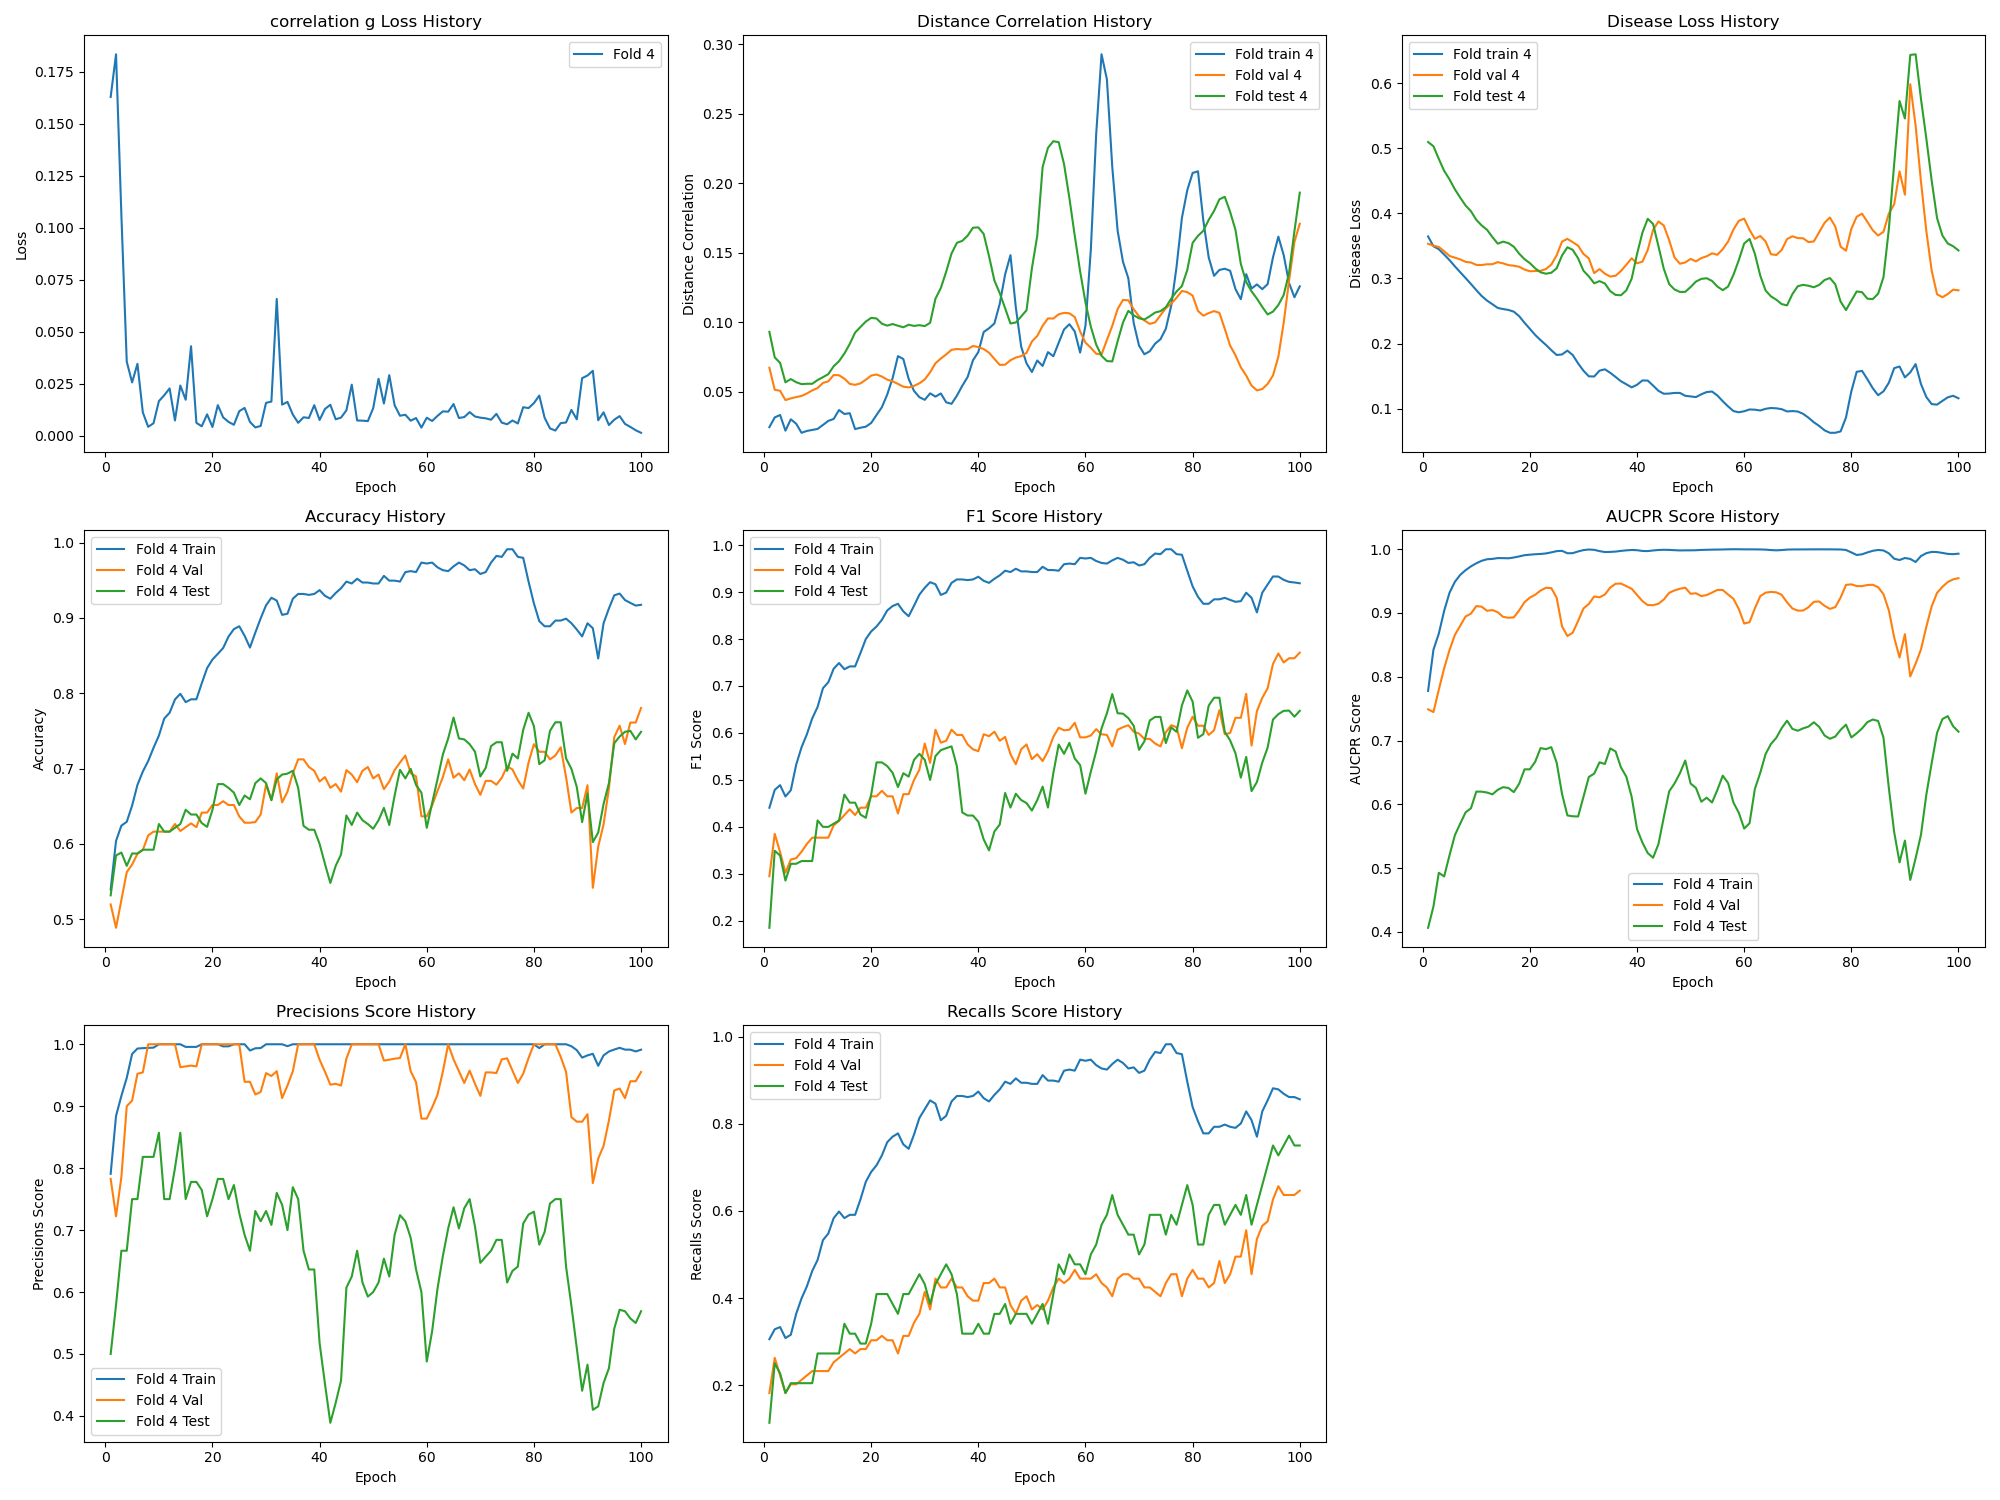 correlation g Loss History
Fold 4
0.175
0.150
0.125
0.100
0.075
0.050
0.025
0.000
Loss
0 20 40 60 80 100
Epoch
Distance Correlation History
Fold train 4
Fold val 4
Fold test 4
0.30
0.25
0.20
0.15
0.10
0.05
Distance Correlation
0 20 40 60 80 100
Epoch
Disease Loss History
Fold train 4
Fold val 4
Fold test 4
0.6
0.5
0.4
0.3
0.2
0.1
Disease Loss
0 20 40 60 80 100
Epoch
Accuracy History
Fold 4 Train
Fold 4 Val
Fold 4 Test
1.0
0.9
0.8
0.7
0.6
0.5
Accuracy
0 20 40 60 80 100
Epoch
F1 Score History
Fold 4 Train
Fold 4 Val
Fold 4 Test
1.0
0.9
0.8
0.7
0.6
0.5
0.4
0.3
0.2
F1 Score
0 20 40 60 80 100
Epoch
AUCPR Score History
1.0
0.9
0.8
0.7
0.6
0.5
0.4
AUCPR Score
Fold 4 Train
Fold 4 Val
Fold 4 Test
0 20 40 60 80 100
Epoch
Precisions Score History
1.0
0.9
0.8
0.7
0.6
0.5
0.4
Precisions Score
Fold 4 Train
Fold 4 Val
Fold 4 Test
0 20 40 60 80 100
Epoch
Recalls Score History
Fold 4 Train
Fold 4 Val
Fold 4 Test
1.0
0.8
0.6
0.4
0.2
Recalls Score
0 20 40 60 80 100
Epoch